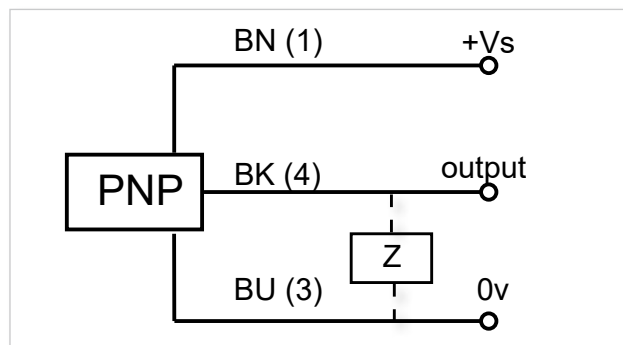 BN (1) +Vs
PNP BK (4) output
Z
BU (3) 0v